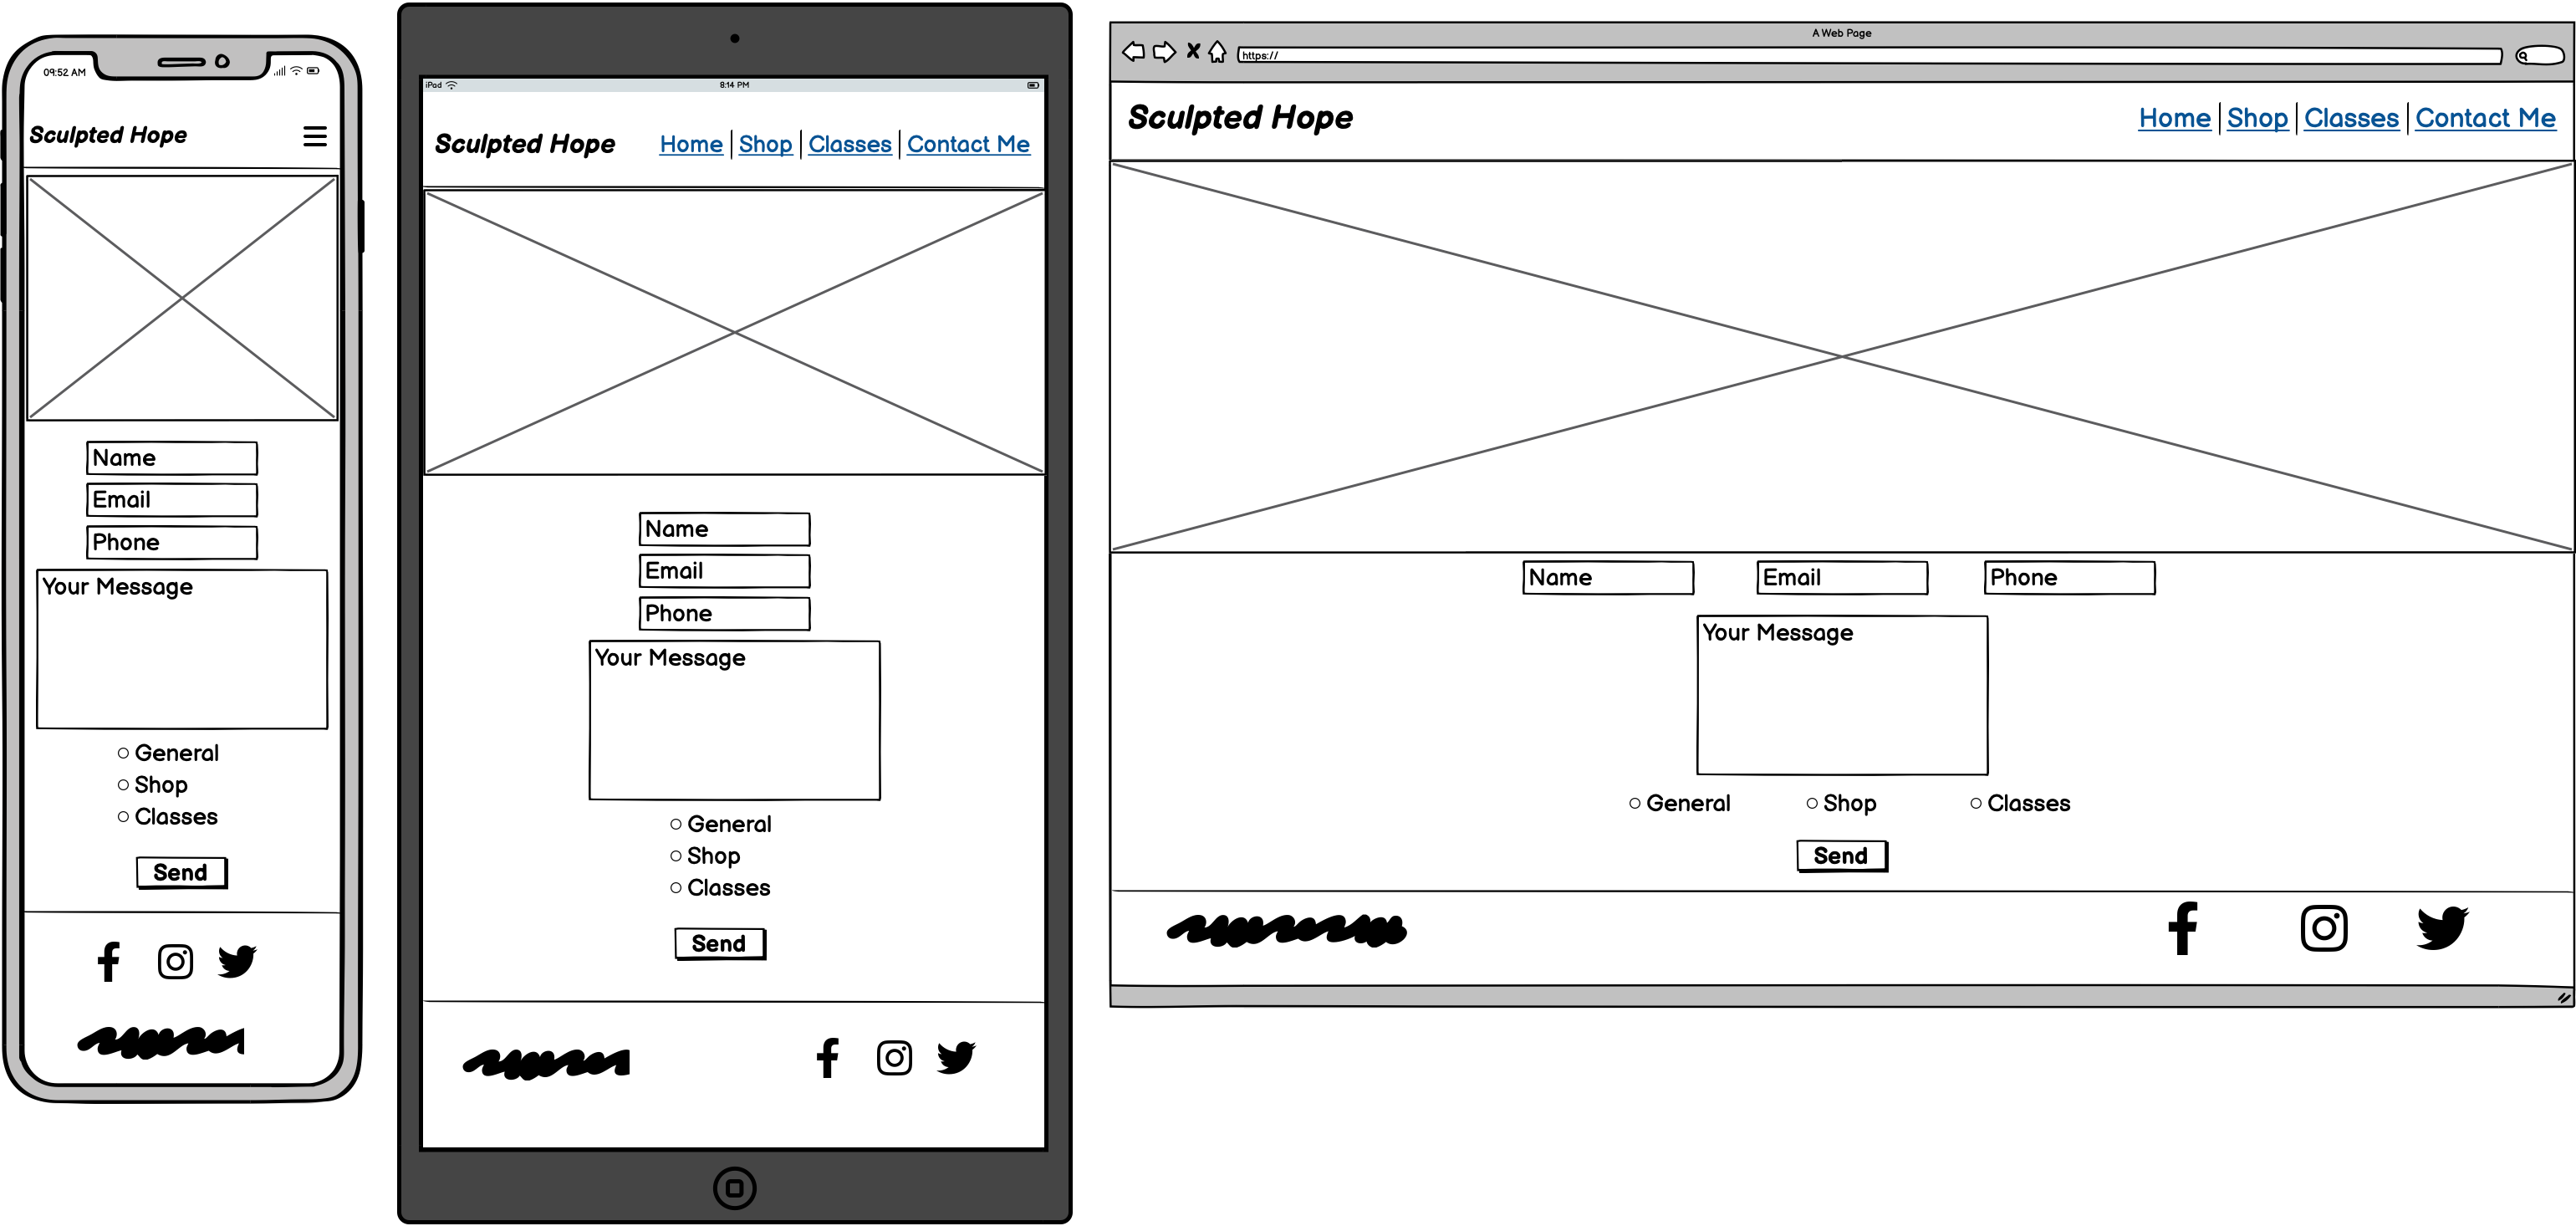 09:52 AM
Sculpted Hope
Name
Email
Phone
Your Message
General
Shop
Classes
Send
iPad
8:14 PM
Sculpted Hope
Home Shop Classes Contact Me
Name
Email
Phone
Your Message
General
Shop
Classes
Send
A Web Page
https://
Sculpted Hope
Home Shop Classes Contact Me
Name Email Phone
Your Message
General Shop Classes
Send